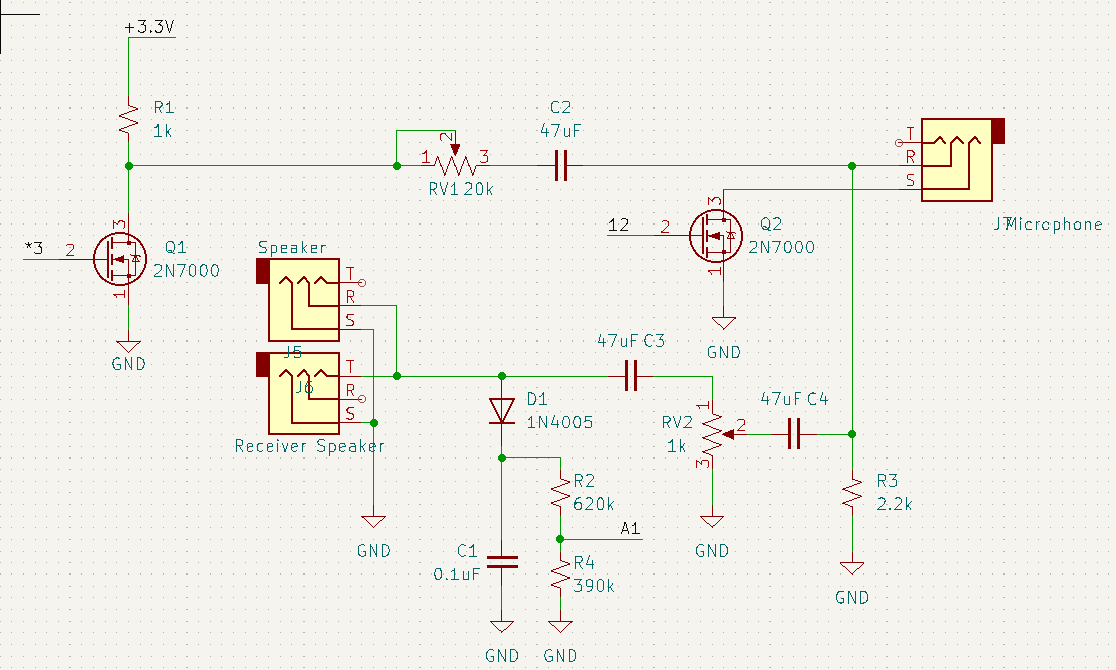 +3.3V
R1
1k
C2
47uF
1
2
3
RV1 20k
T
R
S
J7
Microphone
*3
2
3
1
Q1
2N7000
GND
12
2
3
1
Q2
2N7000
GND
Speaker
T
R
S
J5
T
R
S
J6
Receiver Speaker
GND
D1
1N4005
47uF C3
RV2
1k
1
2
3
47uF C4
GND
R2
620k
A1
C1
0.1uF
R4
390k
GND
GND
R3
2.2k
GND